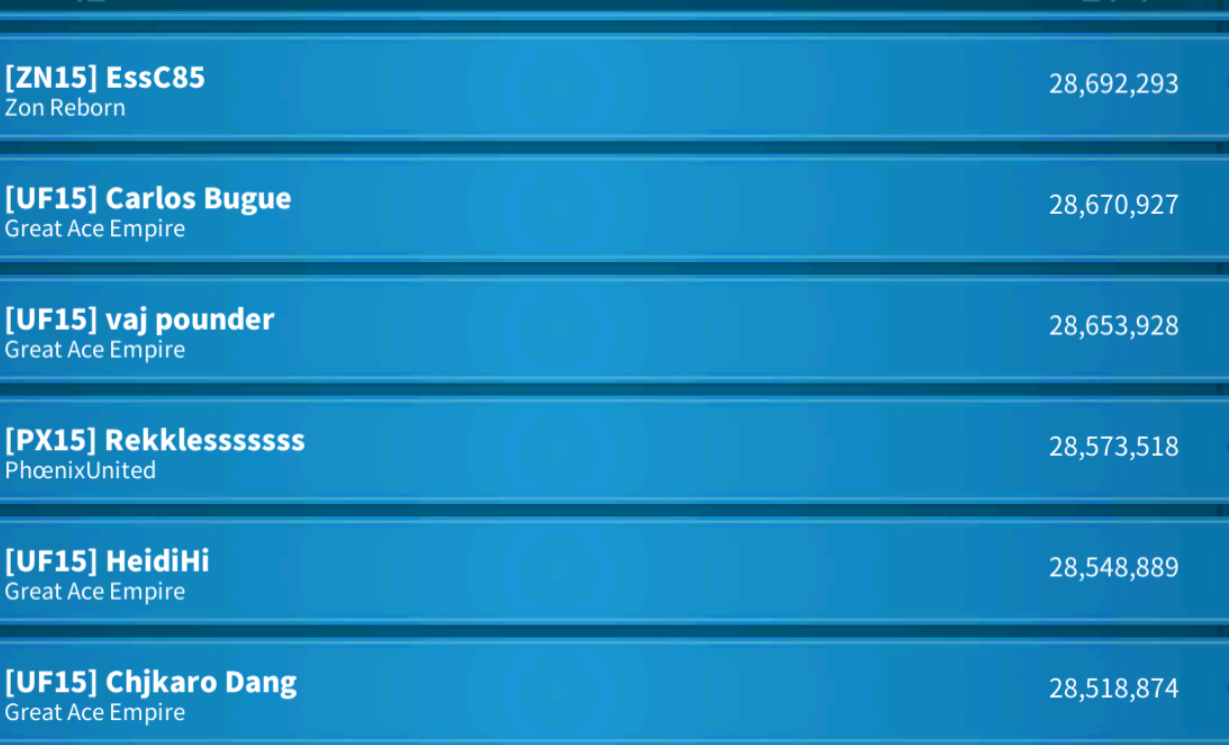 [ZN15] EssC85
28,692,293
Zon Reborn
[UF15] Carlos Bugue
28,670,927
Great Ace Empire
[UF15] vaj pounder
28,653,928
Great Ace Empire
[PX15] Rekklesssssss
28,573,518
PhœnixUnited
[UF15] HeidiHi
28,548,889
Great Ace Empire
[UF15] Chjkaro Dang
28,518,874
Great Ace Empire